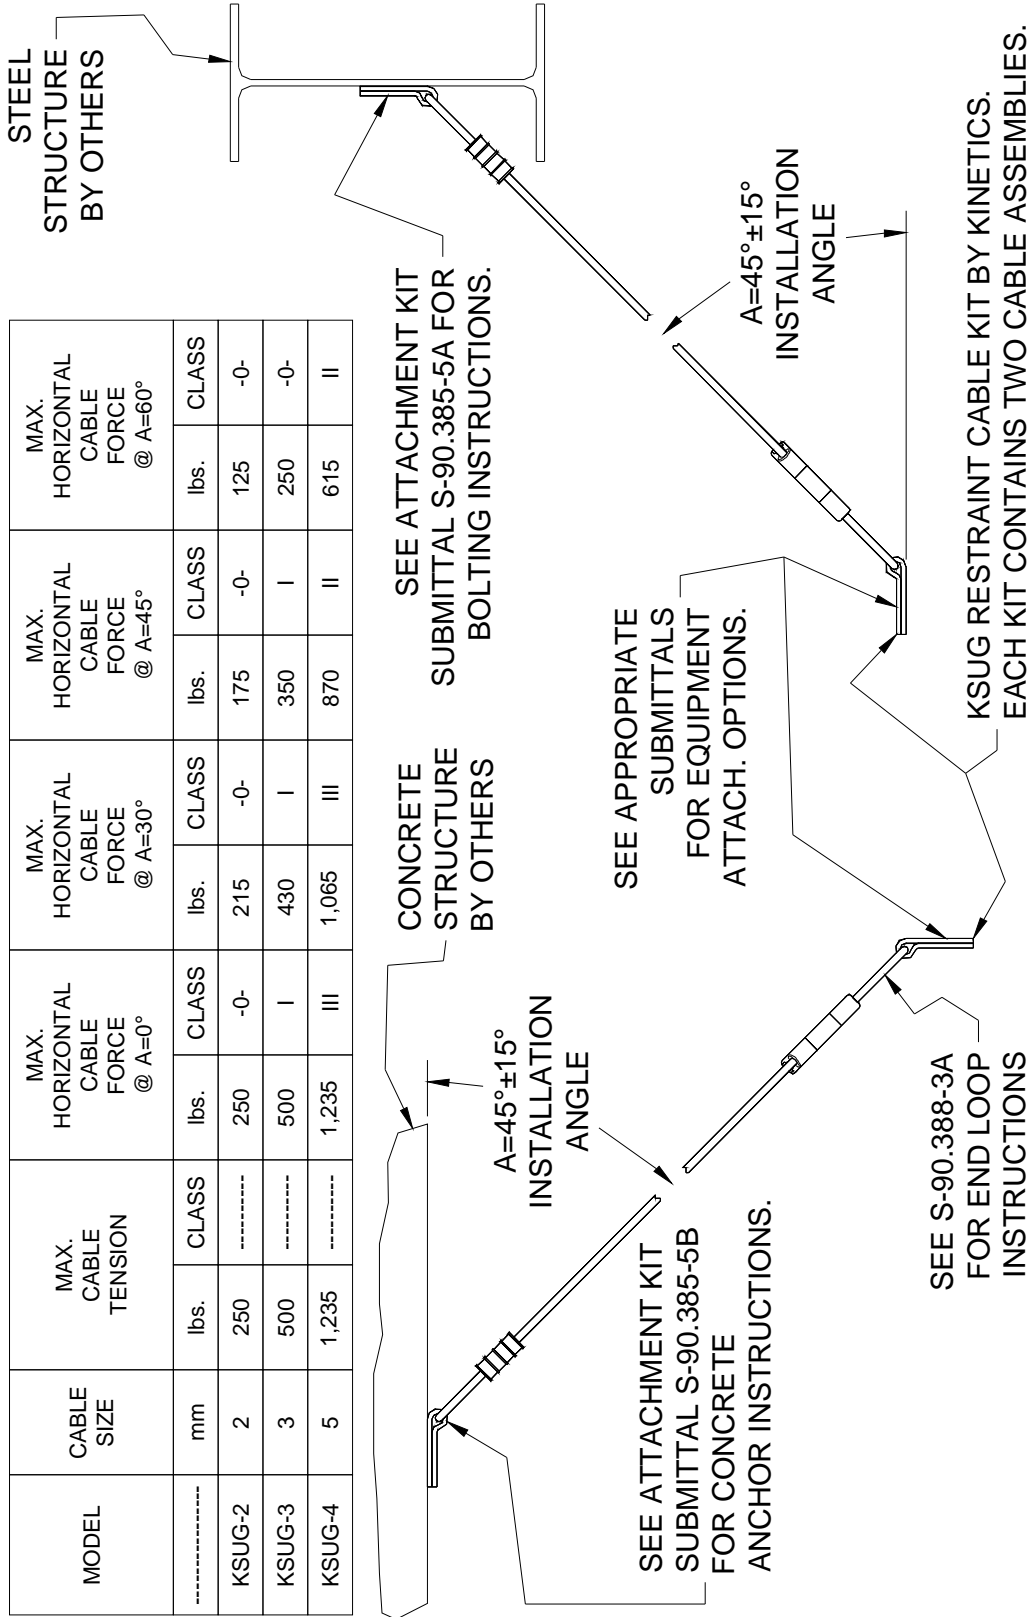 MODEL
CABLE
SIZE
MAX.
CABLE
TENSION
MAX.
HORIZONTAL
CABLE
FORCE
@ A=0°
MAX.
HORIZONTAL
CABLE
FORCE
@ A=30°
MAX.
HORIZONTAL
CABLE
FORCE
@ A=45°
MAX.
HORIZONTAL
CABLE
FORCE
@ A=60°
------------ mm lbs. CLASS lbs. CLASS lbs. CLASS lbs. CLASS lbs. CLASS
KSUG-2 2 250 ---------- 250 -0- 215 -0- 175 -0- 125 -0-
KSUG-3 3 500 ---------- 500 I 430 I 350 I 250 -0-
KSUG-4 5 1,235 ---------- 1,235 III 1,065 III 870 II 615 II
STEEL
STRUCTURE
BY OTHERS
CONCRETE
STRUCTURE
BY OTHERS
SEE ATTACHMENT KIT
SUBMITTAL S-90.385-5A FOR
BOLTING INSTRUCTIONS.
A=45°±15°
INSTALLATION
ANGLE
A=45°±15°
INSTALLATION
ANGLE
SEE ATTACHMENT KIT
SUBMITTAL S-90.385-5B
FOR CONCRETE
ANCHOR INSTRUCTIONS.
SEE APPROPRIATE
SUBMITTALS
FOR EQUIPMENT
ATTACH. OPTIONS.
SEE S-90.388-3A
FOR END LOOP
INSTRUCTIONS
KSUG RESTRAINT CABLE KIT BY KINETICS.
EACH KIT CONTAINS TWO CABLE ASSEMBLIES.